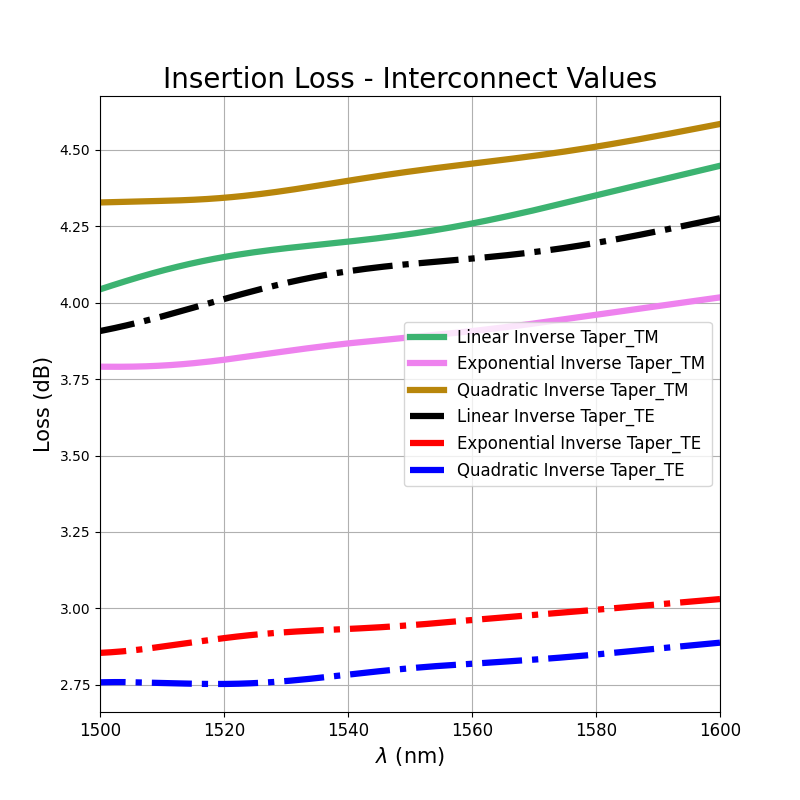 Insertion Loss - Interconnect Values
Loss (dB)
4.50
4.25
4.00
3.75
3.50
3.25
3.00
2.75
Linear Inverse Taper_TM
Exponential Inverse Taper_TM
Quadratic Inverse Taper_TM
Linear Inverse Taper_TE
Exponential Inverse Taper_TE
Quadratic Inverse Taper_TE
1500 1520 1540 1560 1580 1600
λ (nm)